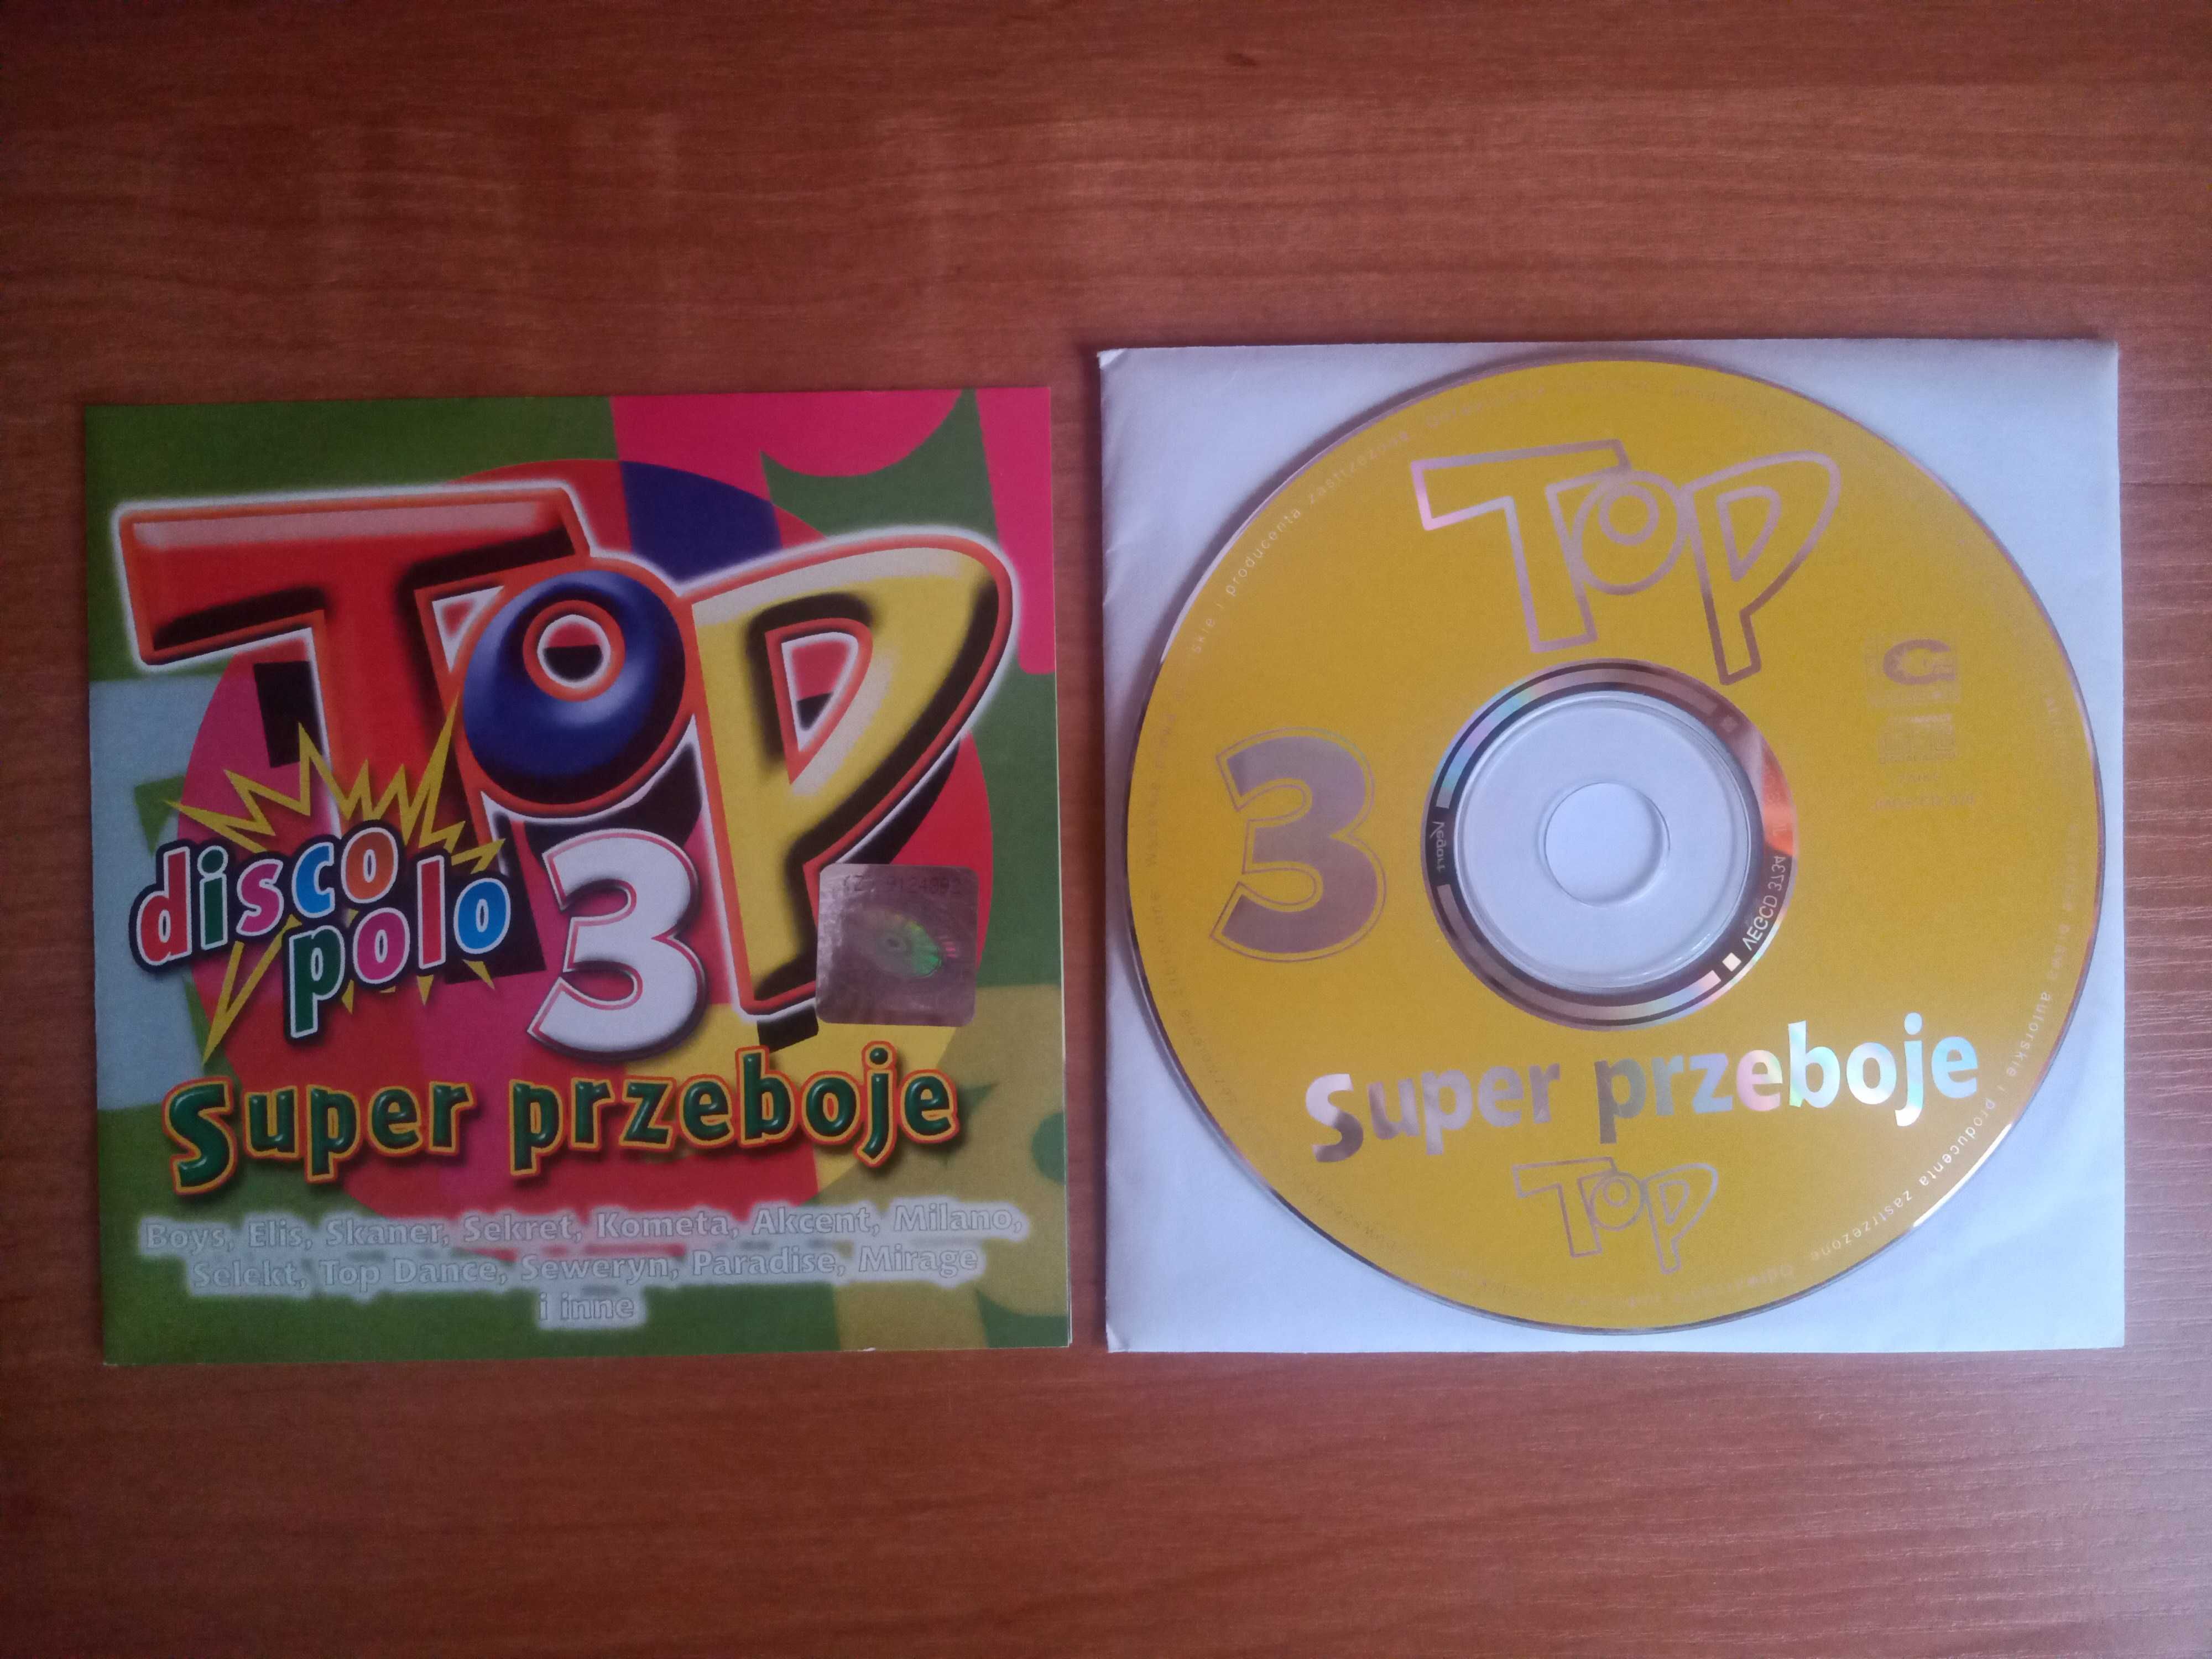 TOP
disco
polo
3
Super przeboje
Boys, Elis, Skaner, Sekret, Kometa, Akcent, Milano,
Selekt, Top Dance, Seweryn, Paradise, Mirage
i inne
TOP
3
Super przeboje
TOP
skie i producenta zastrzeżone.
autorskie i producenta zastrzeżone